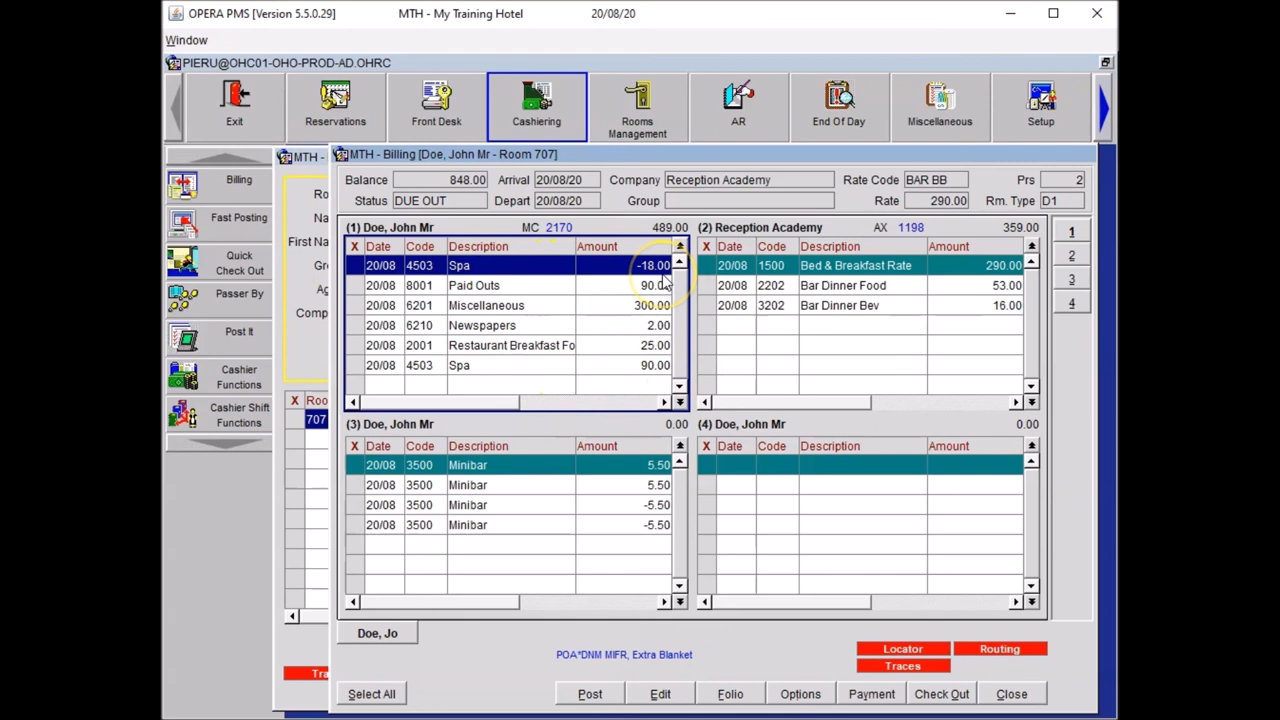 OPERA PMS [Version 5.5.0.29] MTH - My Training Hotel 20/08/20
Window
PIERU@OHC01-OHO-PROD-AD.OHRC
Exit Reservations Front Desk Cashiering Rooms Management AR End Of Day Miscellaneous Setup
Billing
Fast Posting
Quick
Check Out
Passer By
Post It
Cashier
Functions
Cashier Shift
Functions
MTH -
Ro
Na
First Nam
Gro
Ag
Comp
X Roo
707
Tra
MTH - Billing [Doe, John Mr - Room 707]
Balance 848.00 Arrival 20/08/20 Company Reception Academy Rate Code BAR BB Prs 2
Status DUE OUT Depart 20/08/20 Group Rate 290.00 Rm. Type D1
(1) Doe, John Mr MC 2170 489.00
X Date Code Description Amount
20/08 4503 Spa -18.00
20/08 8001 Paid Outs 90.0
20/08 6201 Miscellaneous 300.00
20/08 6210 Newspapers 2.00
20/08 2001 Restaurant Breakfast Fo 25.00
20/08 4503 Spa 90.00
(2) Reception Academy AX 1198 359.00
X Date Code Description Amount
20/08 1500 Bed & Breakfast Rate 290.00
20/08 2202 Bar Dinner Food 53.00
20/08 3202 Bar Dinner Bev 16.00
1
2
3
4
(3) Doe, John Mr 0.00
X Date Code Description Amount
20/08 3500 Minibar 5.50
20/08 3500 Minibar 5.50
20/08 3500 Minibar -5.50
20/08 3500 Minibar -5.50
(4) Doe, John Mr 0.00
X Date Code Description Amount
Doe, Jo
POA*DNM MIFR, Extra Blanket
Locator Routing
Traces
Select All Post Edit Folio Options Payment Check Out Close